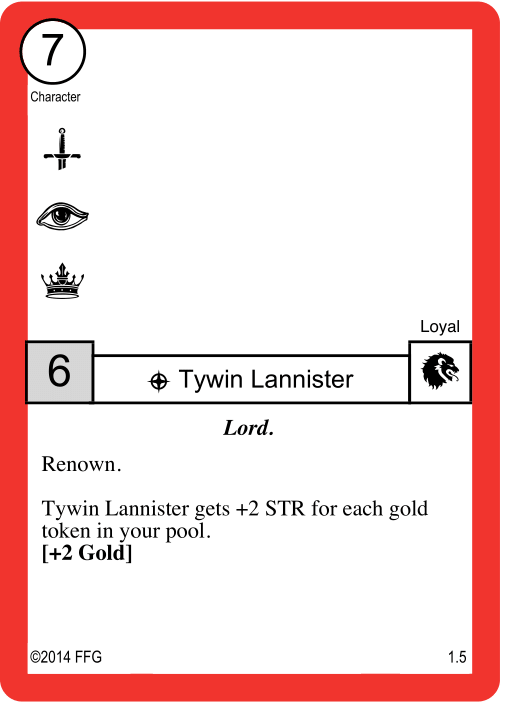 7
Character
Loyal
6
Tywin Lannister
Lord.
Renown.
Tywin Lannister gets +2 STR for each gold
token in your pool.
[+2 Gold]
©2014 FFG
1.5